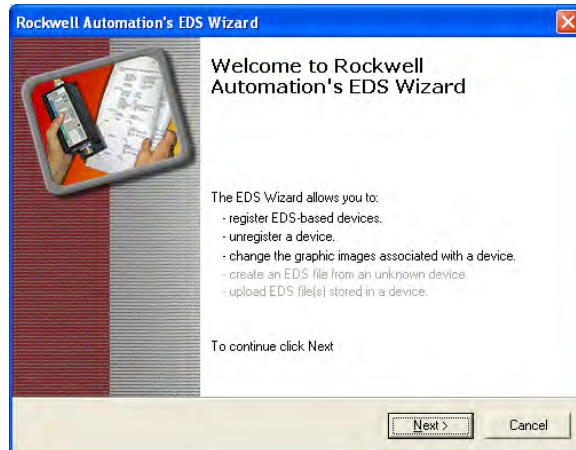 Rockwell Automation's EDS Wizard
Welcome to Rockwell
Automation's EDS Wizard
The EDS Wizard allows you to:
- register EDS-based devices.
- unregister a device.
- change the graphic images associated with a device.
- create an EDS file from an unknown device.
- upload EDS file(s) stored in a device.
To continue click Next
Next >
Cancel